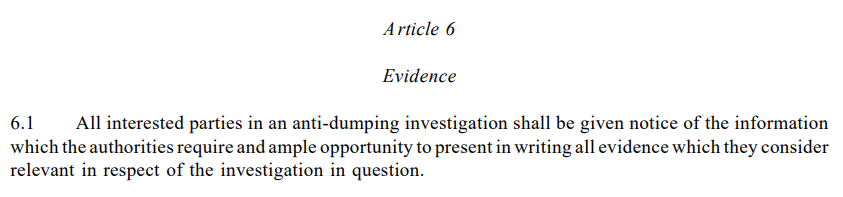 Article 6
Evidence
6.1 All interested parties in an anti-dumping investigation shall be given notice of the information
which the authorities require and ample opportunity to present in writing all evidence which they consider
relevant in respect of the investigation in question.